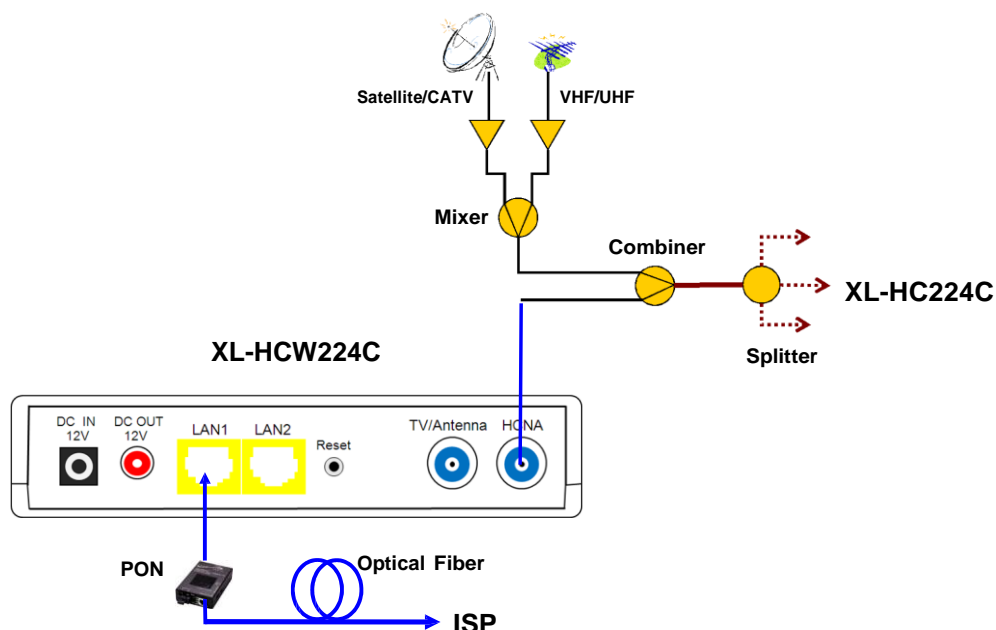 Satellite/CATV
VHF/UHF
Mixer
Combiner
XL-HC224C
Splitter
XL-HCW224C
DC IN
12V
DC OUT
12V
LAN1
LAN2
Reset
TV/Antenna
HCNA
PON
Optical Fiber
ISP